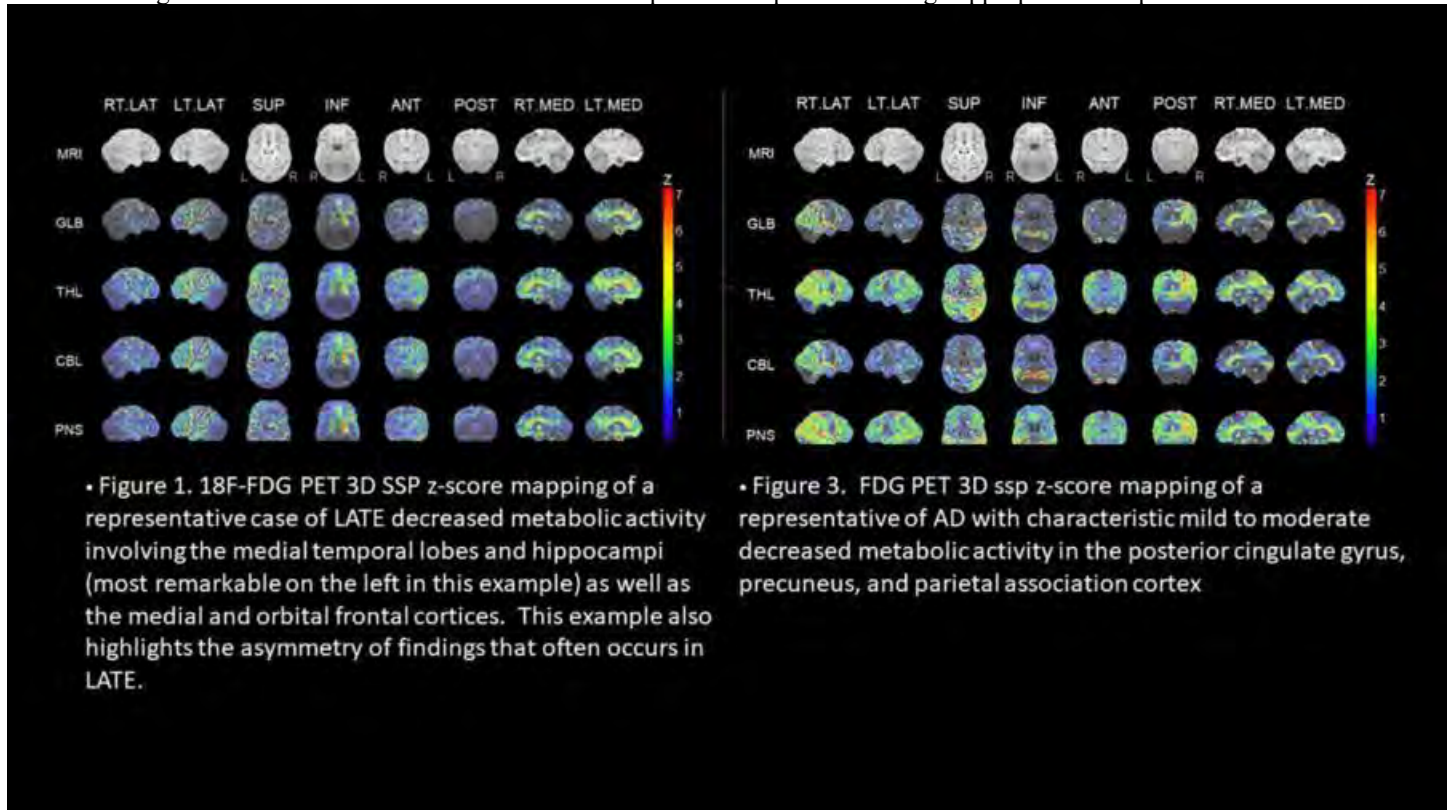 RT.LAT LT.LAT SUP INF ANT POST RT.MED LT.MED
MRI
L R R L R L L R
Z
7
GLB
6
5
THL
4
3
CBL
2
1
PNS
• Figure 1. 18F-FDG PET 3D SSP z-score mapping of a
representative case of LATE decreased metabolic activity
involving the medial temporal lobes and hippocampi
(most remarkable on the left in this example) as well as
the medial and orbital frontal cortices. This example also
highlights the asymmetry of findings that often occurs in
LATE.
RT.LAT LT.LAT SUP INF ANT POST RT.MED LT.MED
MRI
L R R L R L L R
Z
7
GLB
6
5
THL
4
3
CBL
2
1
PNS
• Figure 3. FDG PET 3D ssp z-score mapping of a
representative of AD with characteristic mild to moderate
decreased metabolic activity in the posterior cingulate gyrus,
precuneus, and parietal association cortex